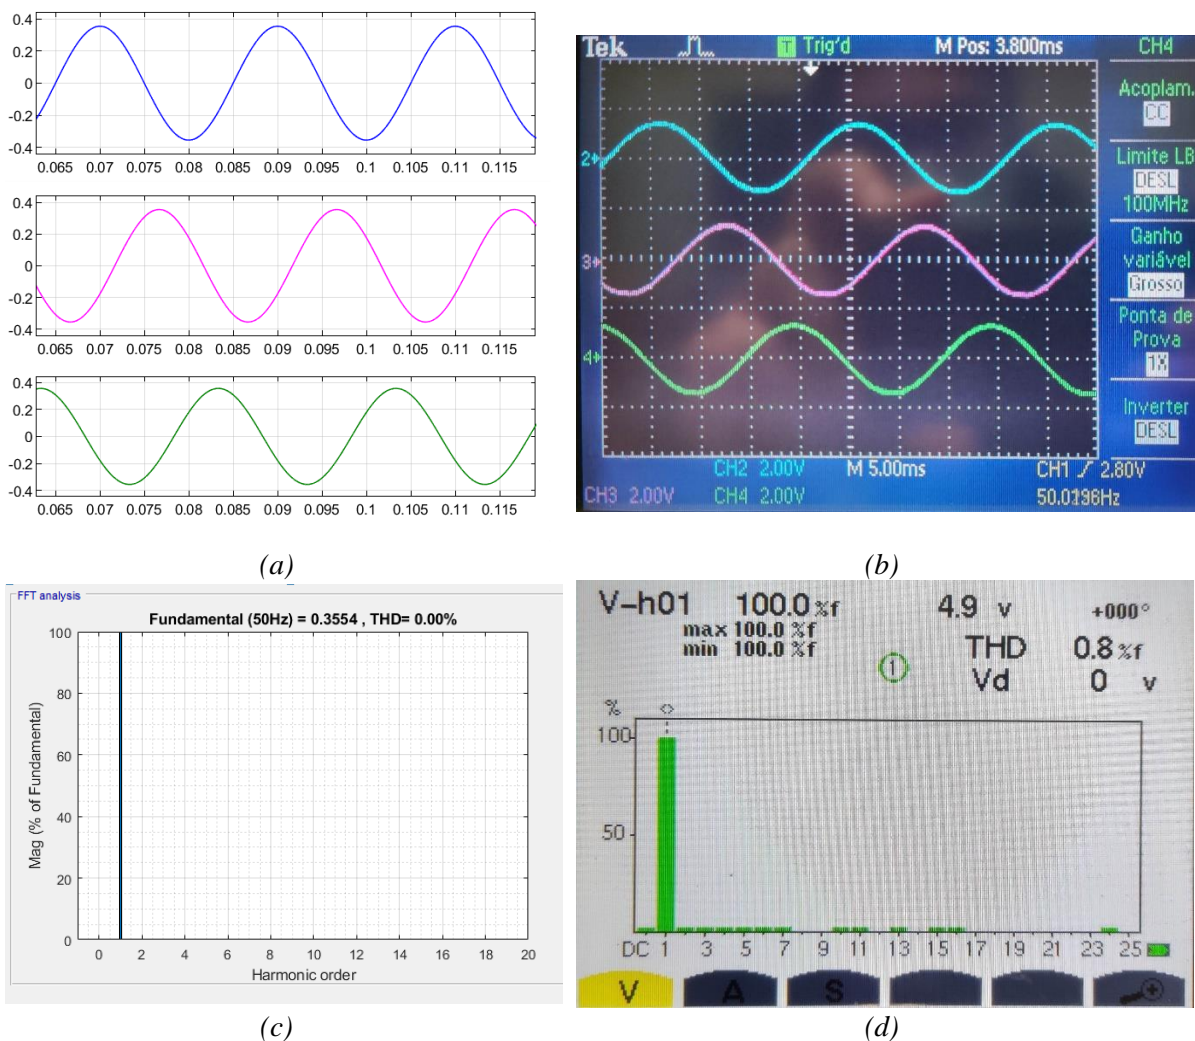 0.4
0.2
0
-0.2
-0.4
0.065 0.07 0.075 0.08 0.085 0.09 0.095 0.1 0.105 0.11 0.115
0.4
0.2
0
-0.2
-0.4
0.065 0.07 0.075 0.08 0.085 0.09 0.095 0.1 0.105 0.11 0.115
0.4
0.2
0
-0.2
-0.4
0.065 0.07 0.075 0.08 0.085 0.09 0.095 0.1 0.105 0.11 0.115
(a)
Tek T Trig'd M Pos: 3.800ms CH4
Acoplam.
CC
Limite LB
DESL
100MHz
Ganho
variável
Grosso
Ponta de
Prova
1X
Inverter
DESL
2
3
4
CH2 2.00V M 5.00ms CH1 2.80V
CH3 2.00V CH4 2.00V 50.0196Hz
(b)
FFT analysis
Fundamental (50Hz) = 0.3554 , THD= 0.00%
Mag (% of Fundamental)
100
80
60
40
20
0
0 2 4 6 8 10 12 14 16 18 20
Harmonic order
(c)
V-h01 100.0 %f 4.9 v +000°
max 100.0 %f
min 100.0 %f
1
THD 0.8 %f
Vd 0 v
%
100
50
DC 1 3 5 7 9 11 13 15 17 19 21 23 25
V A S
(d)